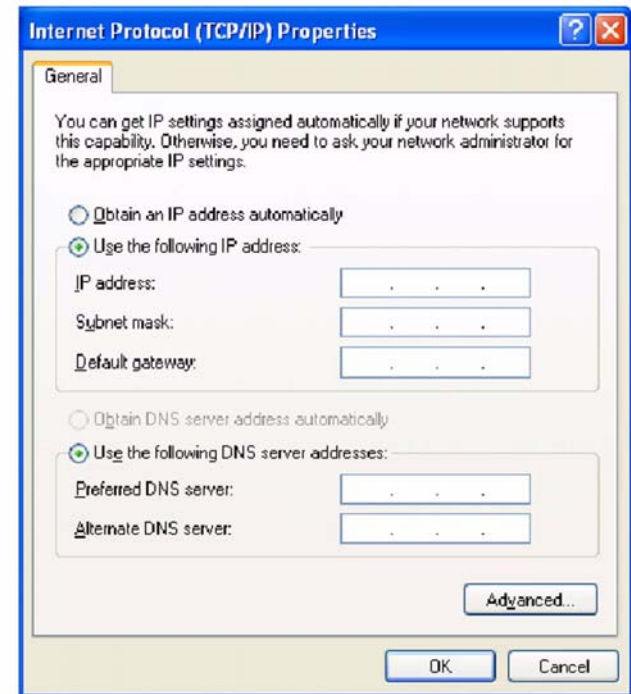 Internet Protocol (TCP/IP) Properties
General
You can get IP settings assigned automatically if your network supports
this capability. Otherwise, you need to ask your network administrator for
the appropriate IP settings.
Obtain an IP address automatically
Use the following IP address:
IP address:
Subnet mask:
Default gateway:
Obtain DNS server address automatically
Use the following DNS server addresses:
Preferred DNS server:
Alternate DNS server:
Advanced...
OK
Cancel